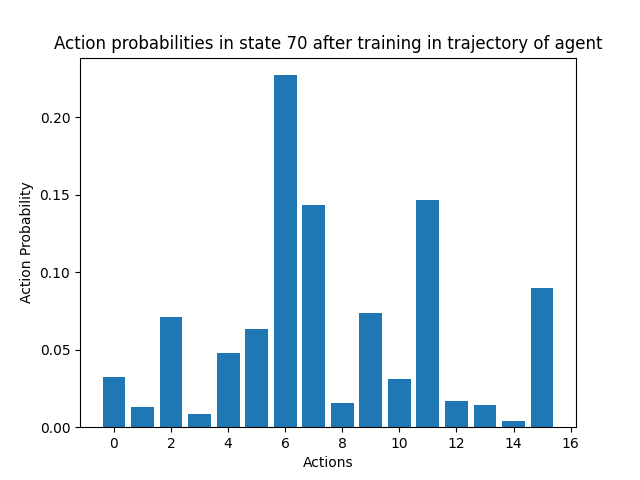 Action probabilities in state 70 after training in trajectory of agent
0.20
0.15
0.10
0.05
0.00
Action Probability
0 2 4 6 8 10 12 14 16
Actions